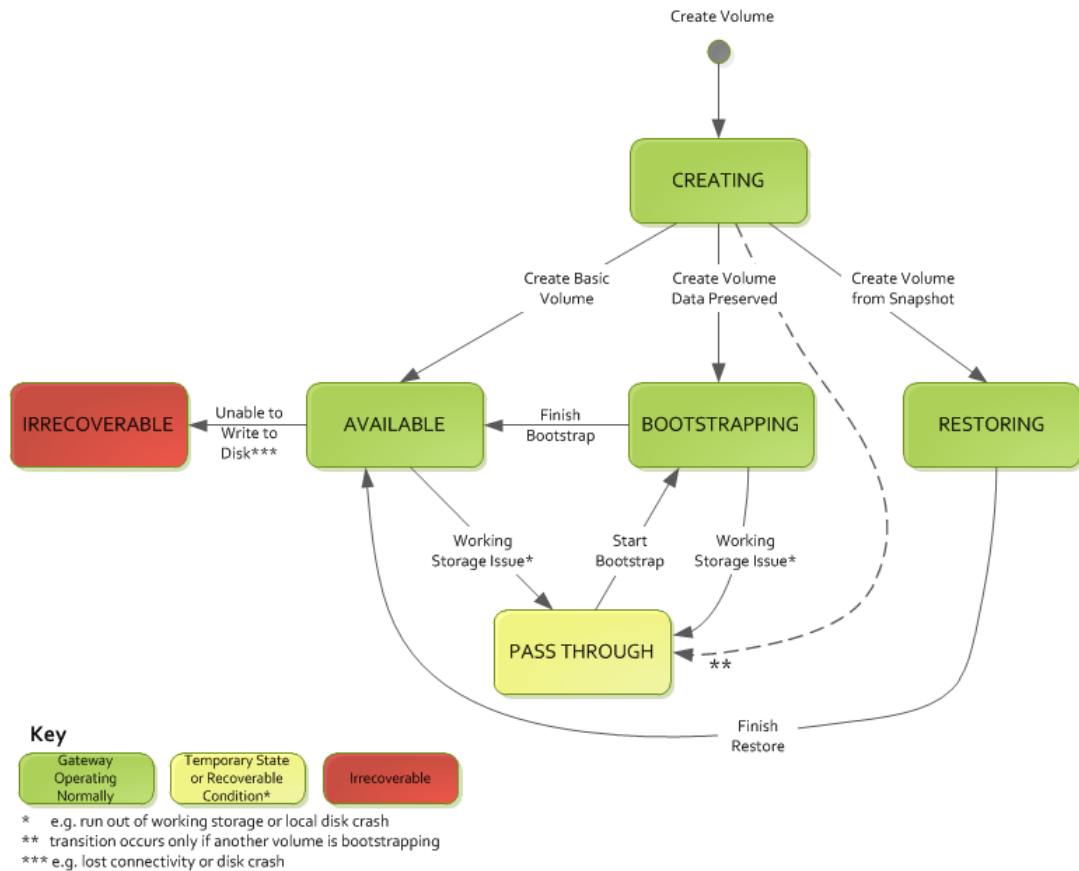 Create Volume
CREATING
Create Basic
Volume
Create Volume
Data Preserved
Create Volume
from Snapshot
IRRECOVERABLE
Unable to
Write to
Disk***
AVAILABLE
Finish
Bootstrap
BOOTSTRAPPING
RESTORING
Working
Storage Issue*
Start
Bootstrap
Working
Storage Issue*
PASS THROUGH
**
Finish
Restore
Key
Gateway
Operating
Normally
Temporary State
or Recoverable
Condition*
Irrecoverable
* e.g. run out of working storage or local disk crash
** transition occurs only if another volume is bootstrapping
*** e.g. lost connectivity or disk crash